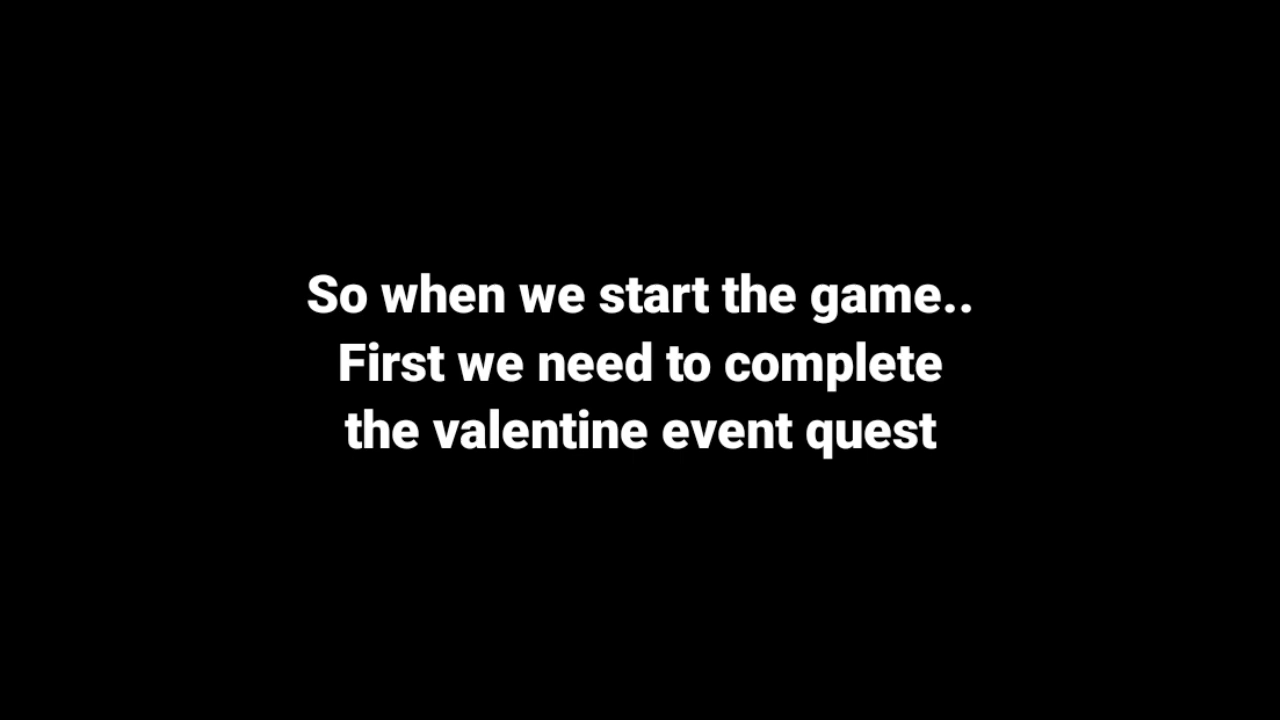 So when we start the game..
First we need to complete
the valentine event quest